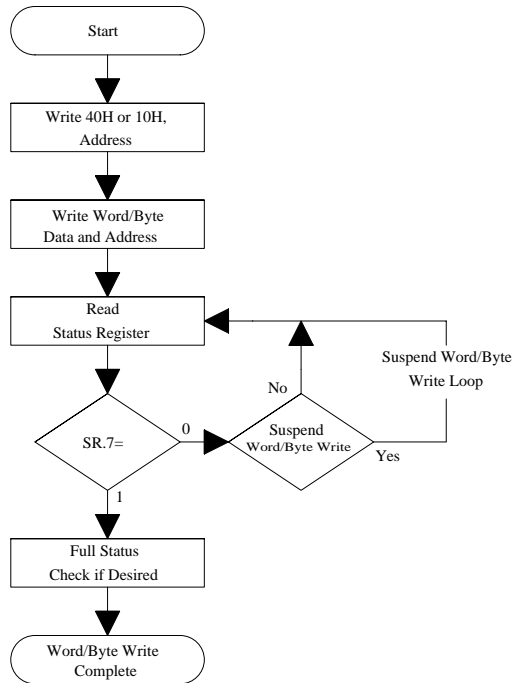 Start
Write 40H or 10H,
Address
Write Word/Byte
Data and Address
Read
Status Register
Suspend Word/Byte
Write Loop
No
SR.7=
0
Suspend
Word/Byte Write
Yes
1
Full Status
Check if Desired
Word/Byte Write
Complete